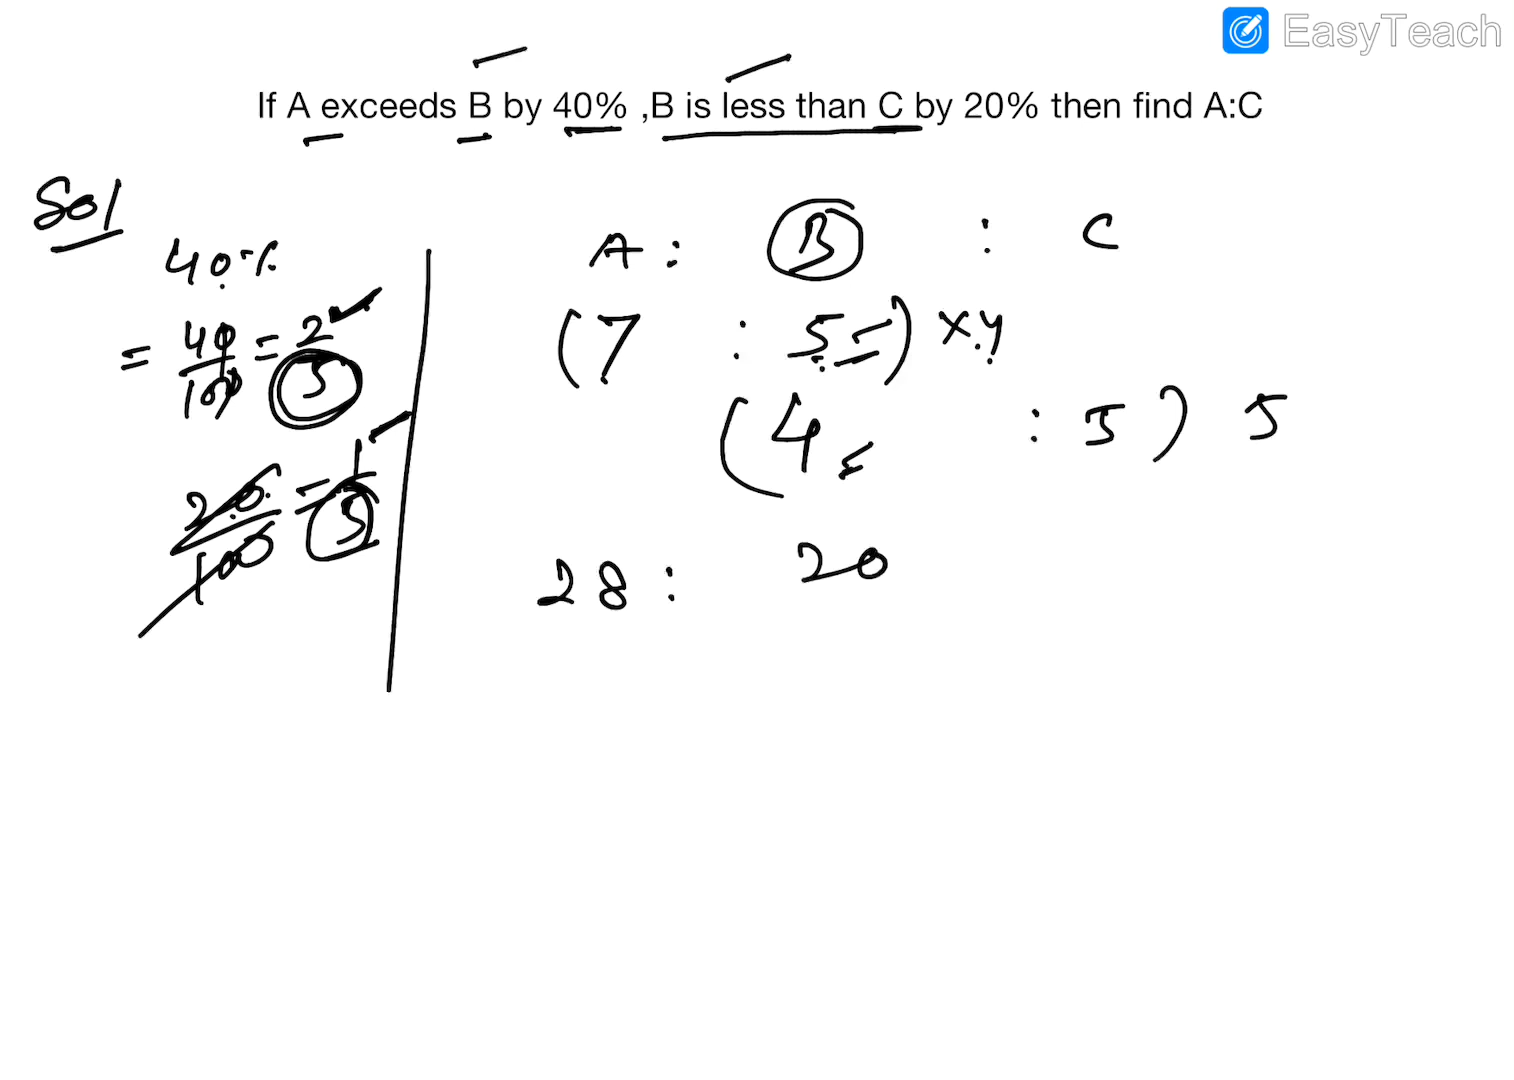 EasyTeach
If A exceeds B by 40% ,B is less than C by 20% then find A:C
Sol
40%
= 40/100 = 2/5
20/100 = 1/5
A : B : C
(7 : 5) × 4
(4 : 5) 5
28 : 20